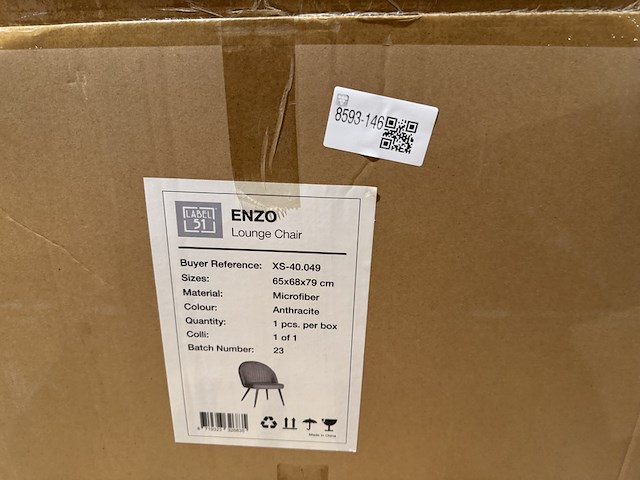 8593-146
LABEL
51
ENZO
Lounge Chair
Buyer Reference: XS-40.049
Sizes: 65x68x79 cm
Material: Microfiber
Colour: Anthracite
Quantity: 1 pcs. per box
Colli: 1 of 1
Batch Number: 23
Made in China